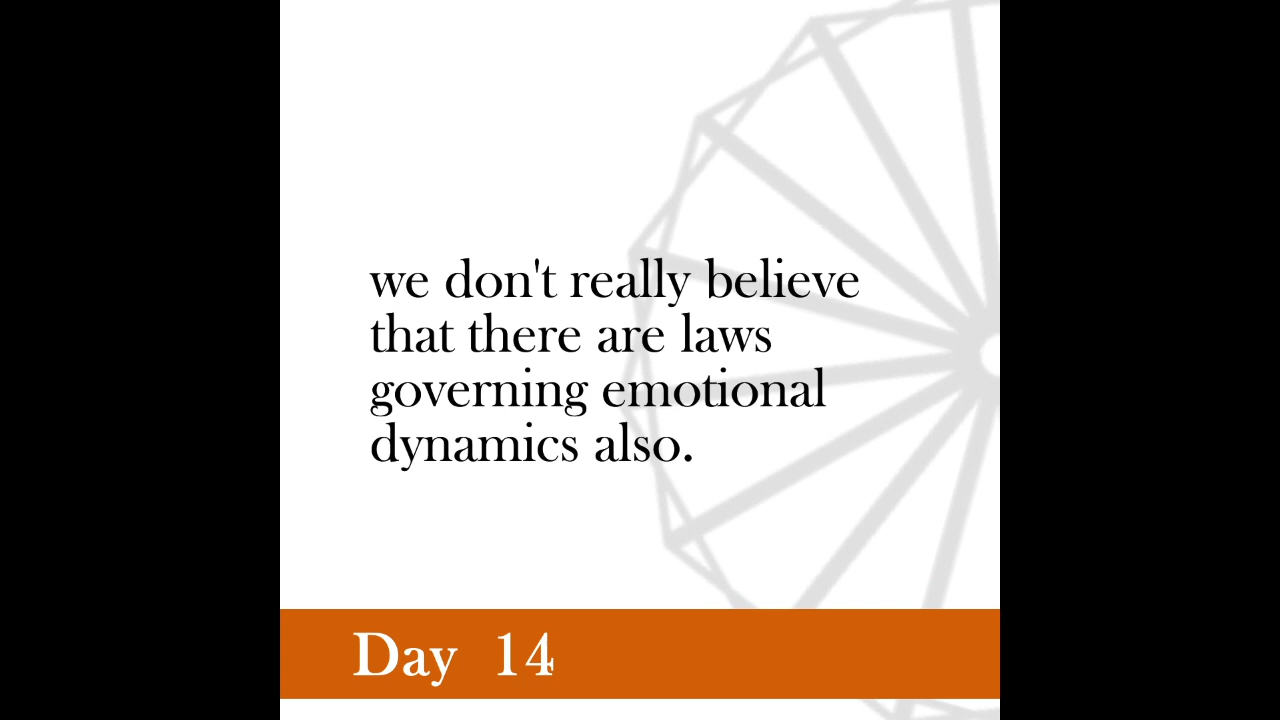 we don't really believe
that there are laws
governing emotional
dynamics also.
Day 14